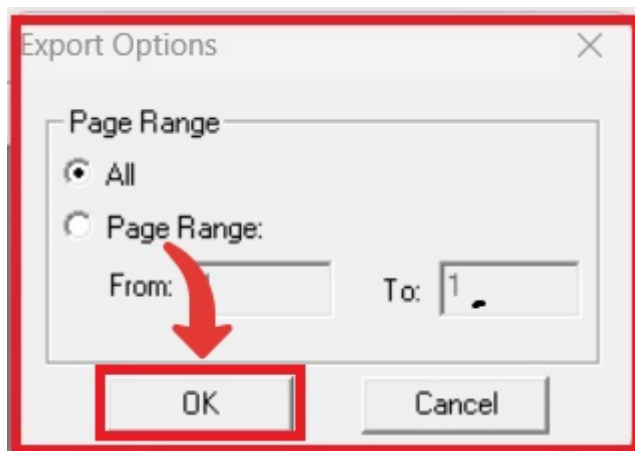 Export Options
Page Range
All
Page Range:
From: To: 1
OK Cancel